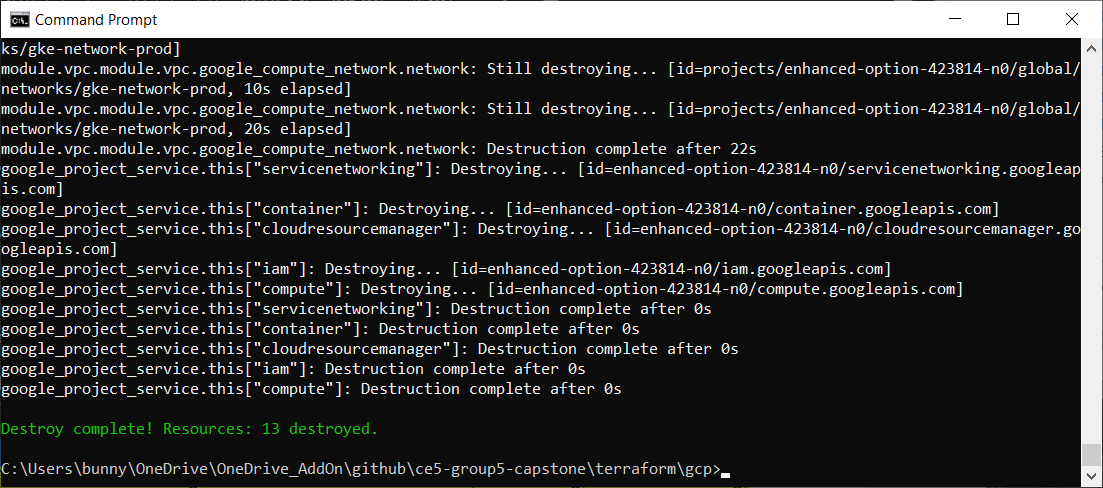 Command Prompt
ks/gke-network-prod]
module.vpc.module.vpc.google_compute_network.network: Still destroying... [id=projects/enhanced-option-423814-n0/global/
networks/gke-network-prod, 10s elapsed]
module.vpc.module.vpc.google_compute_network.network: Still destroying... [id=projects/enhanced-option-423814-n0/global/
networks/gke-network-prod, 20s elapsed]
module.vpc.module.vpc.google_compute_network.network: Destruction complete after 22s
google_project_service.this["servicenetworking"]: Destroying... [id=enhanced-option-423814-n0/servicenetworking.googleap
is.com]
google_project_service.this["container"]: Destroying... [id=enhanced-option-423814-n0/container.googleapis.com]
google_project_service.this["cloudresourcemanager"]: Destroying... [id=enhanced-option-423814-n0/cloudresourcemanager.go
ogleapis.com]
google_project_service.this["iam"]: Destroying... [id=enhanced-option-423814-n0/iam.googleapis.com]
google_project_service.this["compute"]: Destroying... [id=enhanced-option-423814-n0/compute.googleapis.com]
google_project_service.this["servicenetworking"]: Destruction complete after 0s
google_project_service.this["container"]: Destruction complete after 0s
google_project_service.this["cloudresourcemanager"]: Destruction complete after 0s
google_project_service.this["iam"]: Destruction complete after 0s
google_project_service.this["compute"]: Destruction complete after 0s
Destroy complete! Resources: 13 destroyed.
C:\Users\bunny\OneDrive\OneDrive_AddOn\github\ce5-group5-capstone\terraform\gcp>